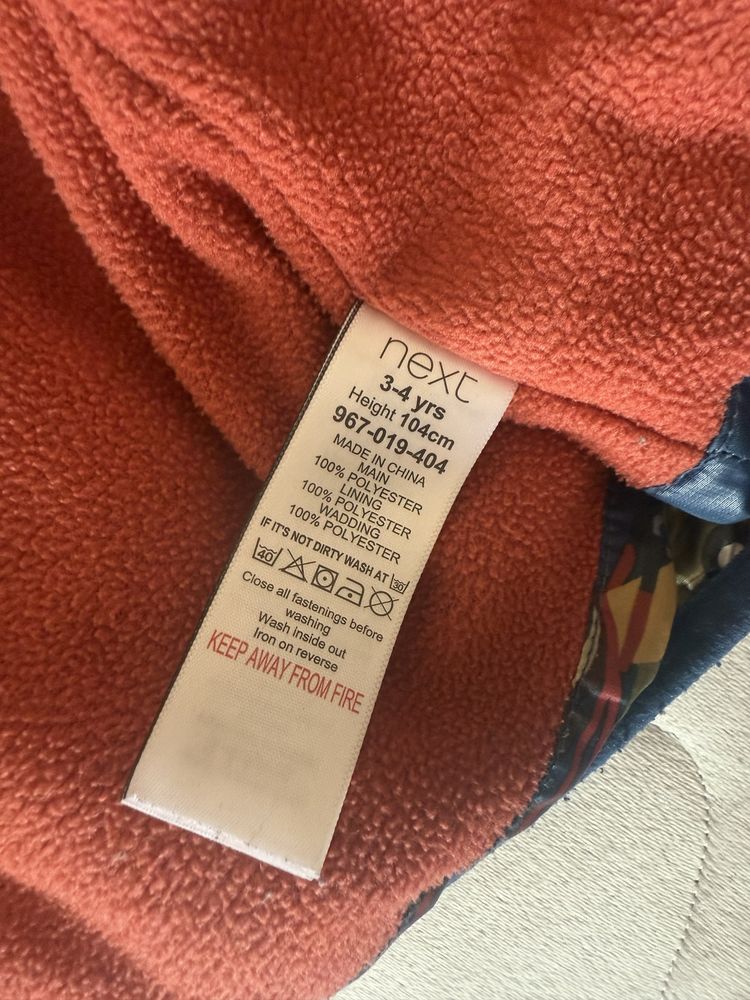 next
3-4 yrs
Height 104cm
967-019-404
MADE IN CHINA
MAIN
100% POLYESTER
LINING
100% POLYESTER
WADDING
100% POLYESTER
IF IT'S NOT DIRTY WASH AT 30
40
Close all fastenings before
washing
Wash inside out
Iron on reverse
KEEP AWAY FROM FIRE